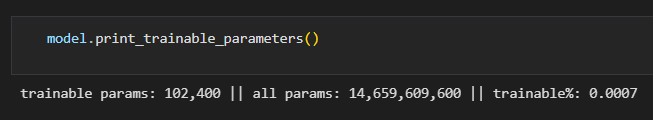 model.print_trainable_parameters()
trainable params: 102,400 || all params: 14,659,609,600 || trainable%: 0.0007